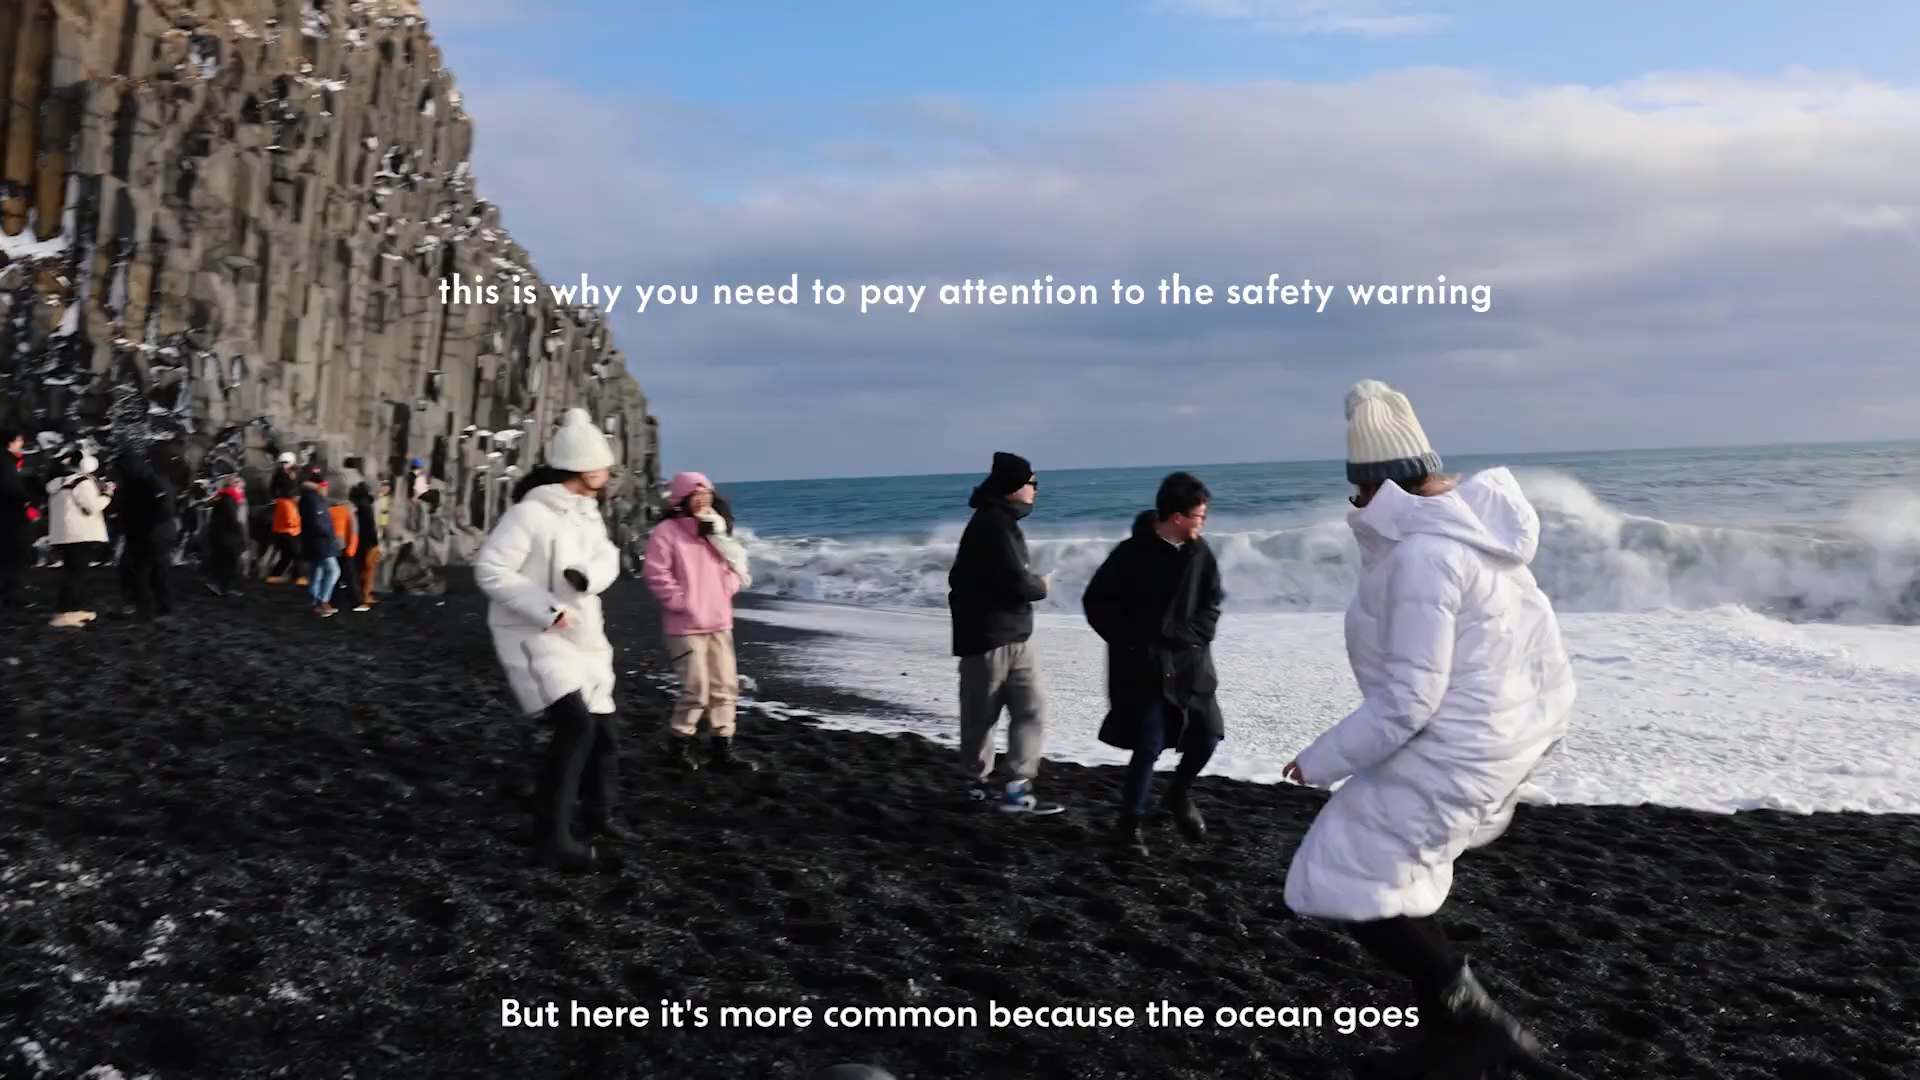 this is why you need to pay attention to the safety warning
But here it's more common because the ocean goes